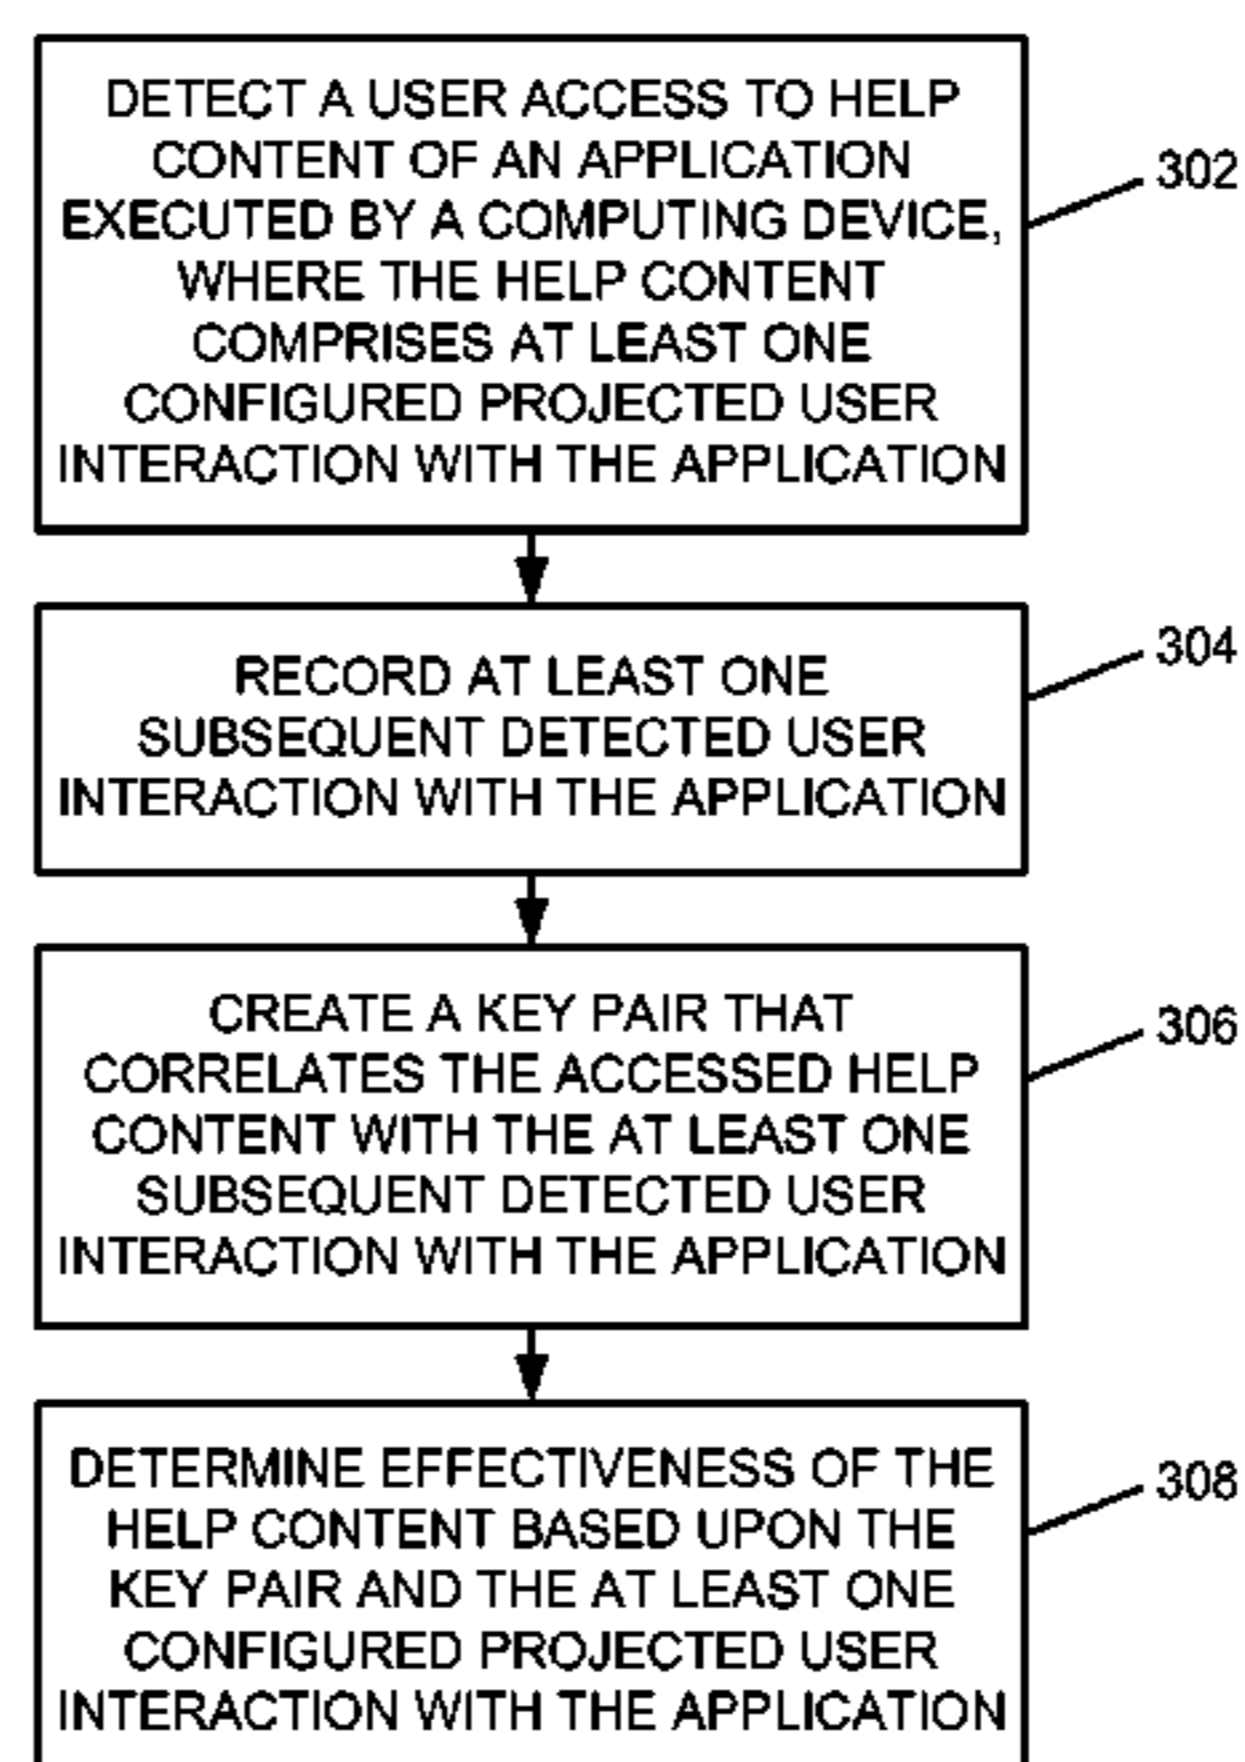 DETECT A USER ACCESS TO HELP
CONTENT OF AN APPLICATION
EXECUTED BY A COMPUTING DEVICE,
WHERE THE HELP CONTENT
COMPRISES AT LEAST ONE
CONFIGURED PROJECTED USER
INTERACTION WITH THE APPLICATION
302
RECORD AT LEAST ONE
SUBSEQUENT DETECTED USER
INTERACTION WITH THE APPLICATION
304
CREATE A KEY PAIR THAT
CORRELATES THE ACCESSED HELP
CONTENT WITH THE AT LEAST ONE
SUBSEQUENT DETECTED USER
INTERACTION WITH THE APPLICATION
306
DETERMINE EFFECTIVENESS OF THE
HELP CONTENT BASED UPON THE
KEY PAIR AND THE AT LEAST ONE
CONFIGURED PROJECTED USER
INTERACTION WITH THE APPLICATION
308